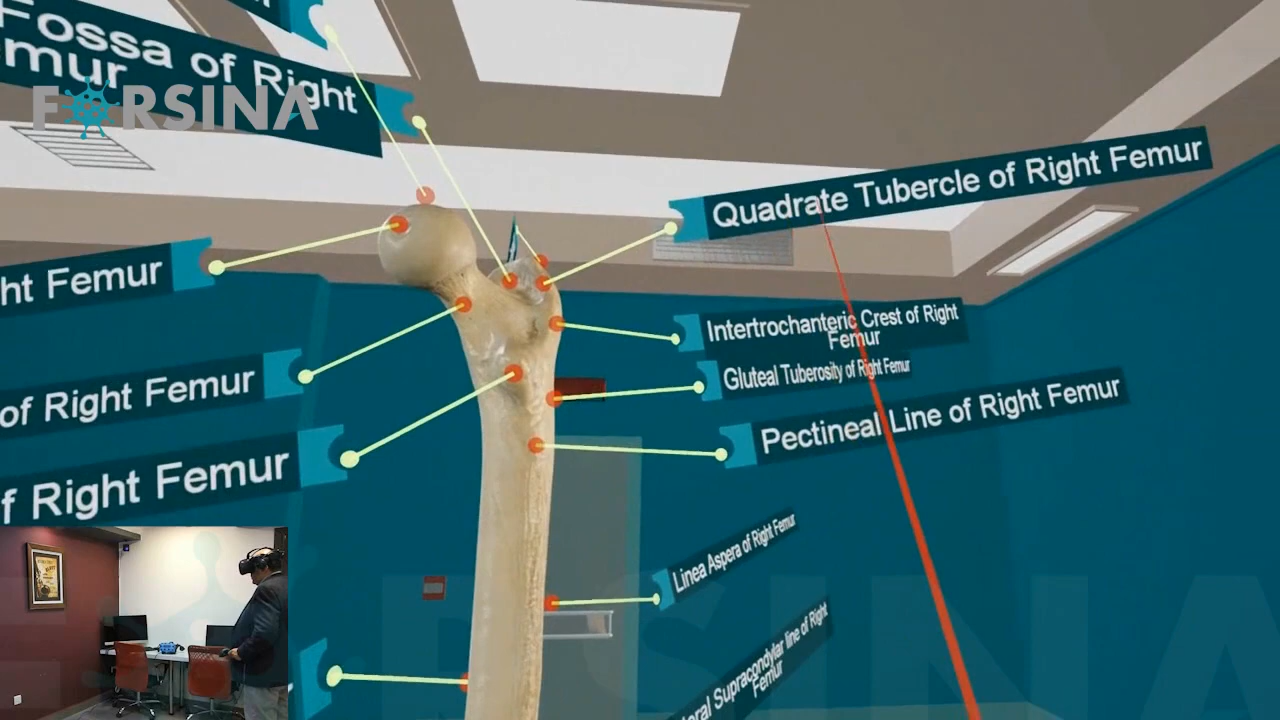 Fossa of Right
emur
FORSINA
Quadrate Tubercle of Right Femur
ht Femur
Intertrochanteric Crest of Right
Femur
Gluteal Tuberosity of Right Femur
of Right Femur
Pectineal Line of Right Femur
f Right Femur
Linea Aspera of Right Femur
Supracondylar line of Right
Femur
FORSINA